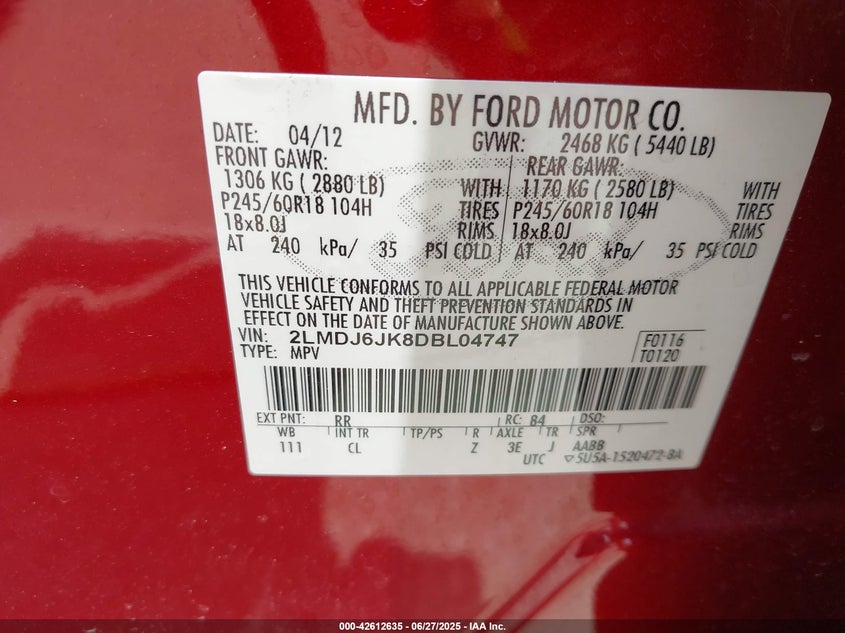 MFD. BY FORD MOTOR CO.
DATE: 04/12 GVWR: 2468 KG ( 5440 LB)
FRONT GAWR: REAR GAWR:
1306 KG ( 2880 LB) WITH 1170 KG ( 2580 LB) WITH
P245/60R18 104H TIRES P245/60R18 104H TIRES
18x8.0J RIMS 18x8.0J RIMS
AT 240 kPa/ 35 PSI COLD AT 240 kPa/ 35 PSI COLD
THIS VEHICLE CONFORMS TO ALL APPLICABLE FEDERAL MOTOR
VEHICLE SAFETY AND THEFT PREVENTION STANDARDS IN
EFFECT ON THE DATE OF MANUFACTURE SHOWN ABOVE.
VIN: 2LMDJ6JK8DBL04747 F0116
TYPE: MPV T0120
EXT PNT: RR RC: 84 DSO:
WB INT TR TP/PS R AXLE TR SPR
111 CL Z 3E J AABB
UTC ▽5U5A-1520472-BA
000-42612635 - 06/27/2025 - IAA Inc.